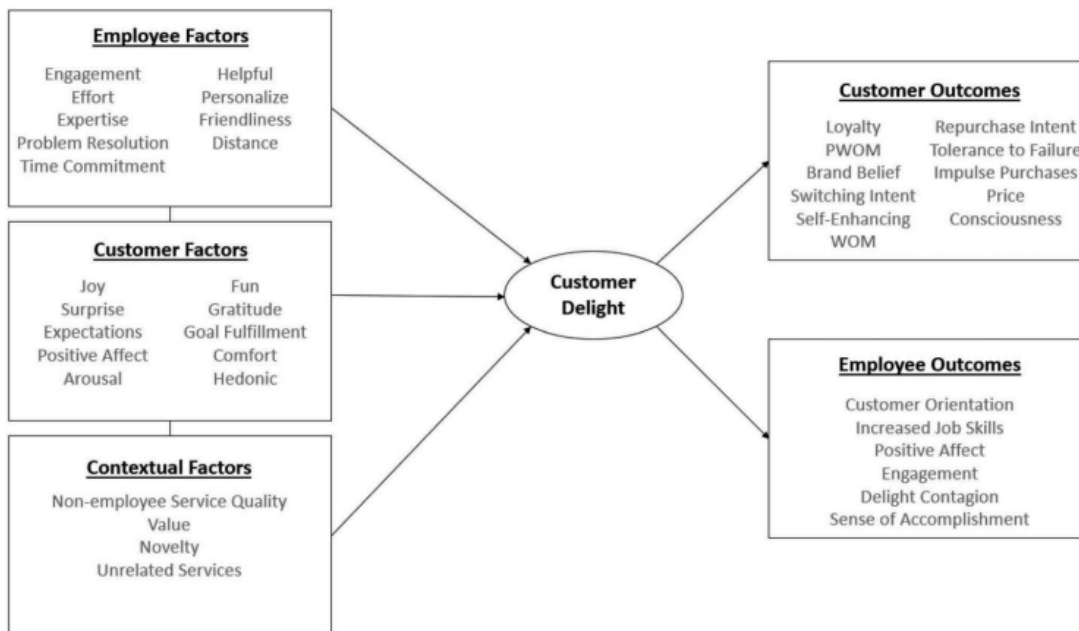 Employee Factors
Engagement
Effort
Expertise
Problem Resolution
Time Commitment
Helpful
Personalize
Friendliness
Distance
Customer Factors
Joy
Surprise
Expectations
Positive Affect
Arousal
Fun
Gratitude
Goal Fulfillment
Comfort
Hedonic
Contextual Factors
Non-employee Service Quality
Value
Novelty
Unrelated Services
Customer
Delight
Customer Outcomes
Loyalty
PWOM
Brand Belief
Switching Intent
Self-Enhancing
WOM
Repurchase Intent
Tolerance to Failure
Impulse Purchases
Price
Consciousness
Employee Outcomes
Customer Orientation
Increased Job Skills
Positive Affect
Engagement
Delight Contagion
Sense of Accomplishment